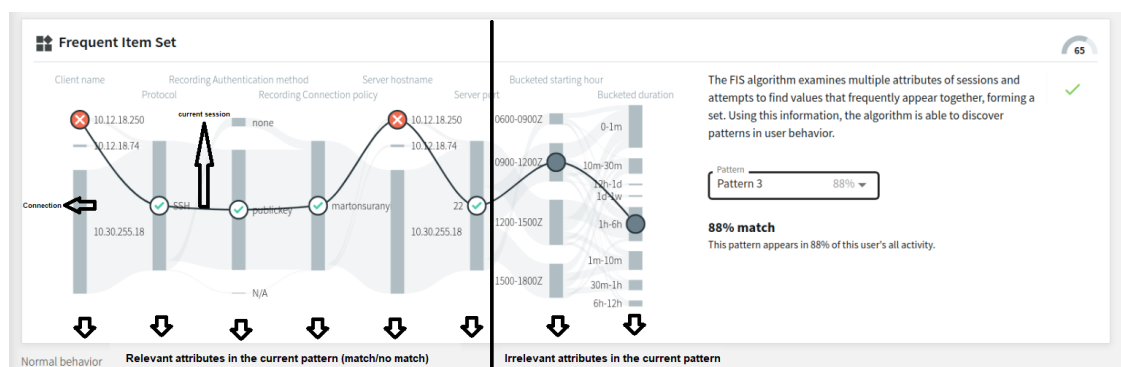 Frequent Item Set
65
Client name
Recording Authentication method
Server hostname
Bucketed starting hour
Protocol
Recording Connection policy
Server port
Bucketed duration
The FIS algorithm examines multiple attributes of sessions and
attempts to find values that frequently appear together, forming a
set. Using this information, the algorithm is able to discover
patterns in user behavior.
10.12.18.250
current session
none
10.12.18.250
0600-0900Z
0-1m
10.12.18.74
10.12.18.74
0900-1200Z
10m-30m
12h-1d
1d-1w
Pattern
Pattern 3
88%
Connection
SSH
publickey
martonsurany
22
10.30.255.18
10.30.255.18
1200-1500Z
1h-6h
88% match
This pattern appears in 88% of this user's all activity.
1m-10m
1500-1800Z
30m-1h
N/A
6h-12h
Normal behavior
Relevant attributes in the current pattern (match/no match)
Irrelevant attributes in the current pattern